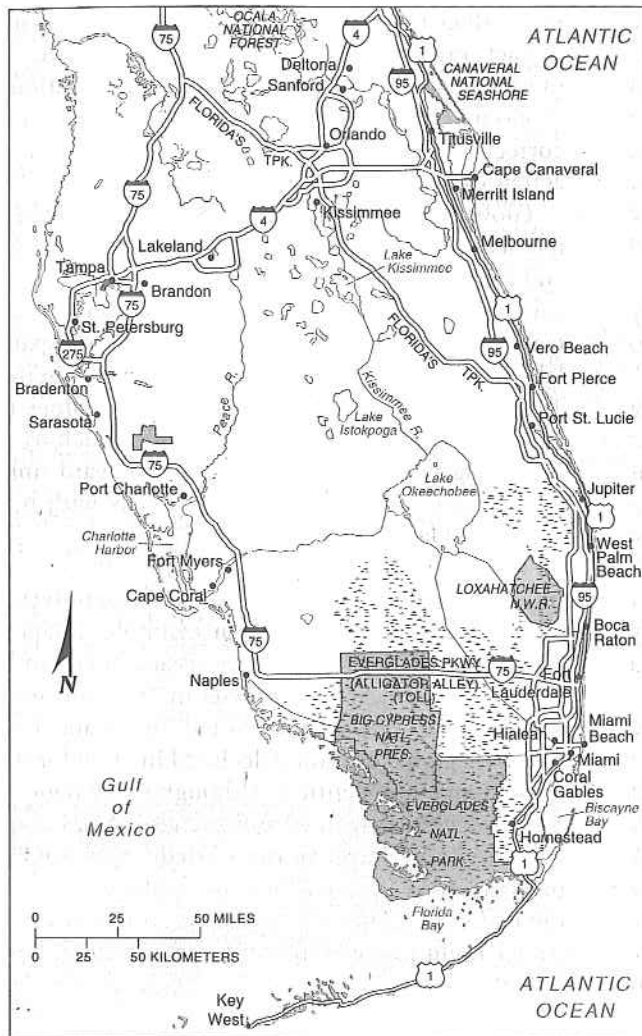 75
OCALA
NATIONAL
FOREST
4
1
ATLANTIC
OCEAN
Deltona
Sanford
95
CANAVERAL
NATIONAL
SEASHORE
FLORIDA'S
TPK.
Orlando
Titusville
75
Cape Canaveral
Merritt Island
4
Kissimmee
Lakeland
Melbourne
Lake
Kissimmee
Tampa
Brandon
75
1
St. Petersburg
FLORIDA'S
TPK.
95
Vero Beach
275
Bradenton
Fort Pierce
Sarasota
Peace R.
Kissimmee R.
Lake
Istokpoga
Port St. Lucie
75
Lake
Okeechobee
Port Charlotte
Jupiter
1
Charlotte
Harbor
West
Palm
Beach
Fort Myers
Cape Coral
LOXAHATCHEE
N.W.R.
95
N
75
Boca
Raton
Naples
EVERGLADES PKWY.
(ALLIGATOR ALLEY)
(TOLL)
75
Fort
Lauderdale
BIG CYPRESS
NATL
PRES.
Hialeah
Miami
Beach
Miami
Coral
Gables
Gulf
of
Mexico
EVERGLADES
NATL
PARK
Biscayne
Bay
Homestead
1
0 25 50 MILES
0 25 50 KILOMETERS
Florida
Bay
1
Key
West
ATLANTIC
OCEAN